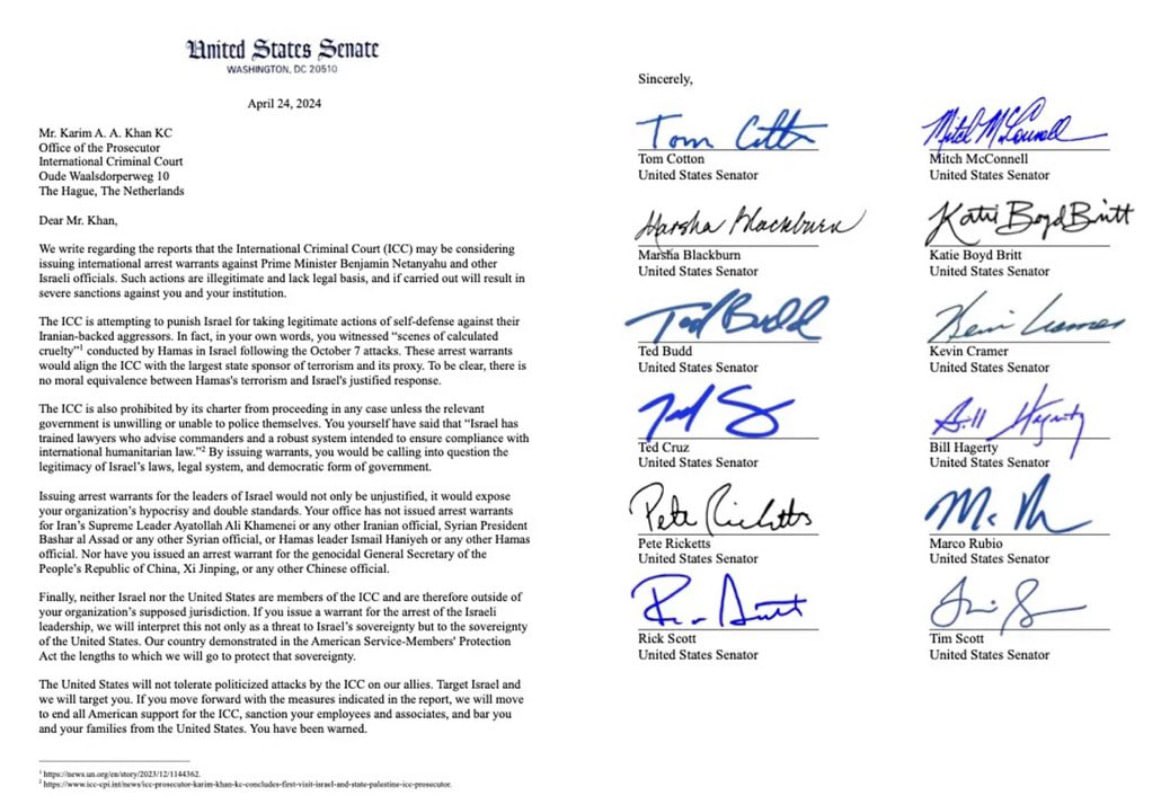 United States Senate
WASHINGTON, DC 20510
April 24, 2024
Mr. Karim A. A. Khan KC
Office of the Prosecutor
International Criminal Court
Oude Waalsdorperweg 10
The Hague, The Netherlands
Dear Mr. Khan,
We write regarding the reports that the International Criminal Court (ICC) may be considering
issuing international arrest warrants against Prime Minister Benjamin Netanyahu and other
Israeli officials. Such actions are illegitimate and lack legal basis, and if carried out will result in
severe sanctions against you and your institution.
The ICC is attempting to punish Israel for taking legitimate actions of self-defense against their
Iranian-backed aggressors. In fact, in your own words, you witnessed “scenes of calculated
cruelty”1 conducted by Hamas in Israel following the October 7 attacks. These arrest warrants
would align the ICC with the largest state sponsor of terrorism and its proxy. To be clear, there is
no moral equivalence between Hamas's terrorism and Israel's justified response.
The ICC is also prohibited by its charter from proceeding in any case unless the relevant
government is unwilling or unable to police themselves. You yourself have said that “Israel has
trained lawyers who advise commanders and a robust system intended to ensure compliance with
international humanitarian law.”2 By issuing warrants, you would be calling into question the
legitimacy of Israel's laws, legal system, and democratic form of government.
Issuing arrest warrants for the leaders of Israel would not only be unjustified, it would expose
your organization's hypocrisy and double standards. Your office has not issued arrest warrants
for Iran's Supreme Leader Ayatollah Ali Khamenei or any other Iranian official, Syrian President
Bashar al Assad or any other Syrian official, or Hamas leader Ismail Haniyeh or any other Hamas
official. Nor have you issued an arrest warrant for the genocidal General Secretary of the
People's Republic of China, Xi Jinping, or any other Chinese official.
Finally, neither Israel nor the United States are members of the ICC and are therefore outside of
your organization's supposed jurisdiction. If you issue a warrant for the arrest of the Israeli
leadership, we will interpret this not only as a threat to Israel's sovereignty but to the sovereignty
of the United States. Our country demonstrated in the American Service-Members' Protection
Act the lengths to which we will go to protect that sovereignty.
The United States will not tolerate politicized attacks by the ICC on our allies. Target Israel and
we will target you. If you move forward with the measures indicated in the report, we will move
to end all American support for the ICC, sanction your employees and associates, and bar you
and your families from the United States. You have been warned.
1 https://news.un.org/en/story/2023/12/1144362.
2 https://www.icc-cpi.int/news/icc-prosecutor-karim-khan-kc-concludes-first-visit-israel-and-state-palestine-icc-prosecutor.
Sincerely,
Tom Cotton
Tom Cotton
United States Senator
Mitch McConnell
Mitch McConnell
United States Senator
Marsha Blackburn
Marsha Blackburn
United States Senator
Katie Boyd Britt
Katie Boyd Britt
United States Senator
Ted Budd
Ted Budd
United States Senator
Kevin Cramer
Kevin Cramer
United States Senator
Ted Cruz
United States Senator
Bill Hagerty
Bill Hagerty
United States Senator
Pete Ricketts
Pete Ricketts
United States Senator
Marco Rubio
United States Senator
Rick Scott
United States Senator
Tim Scott
United States Senator